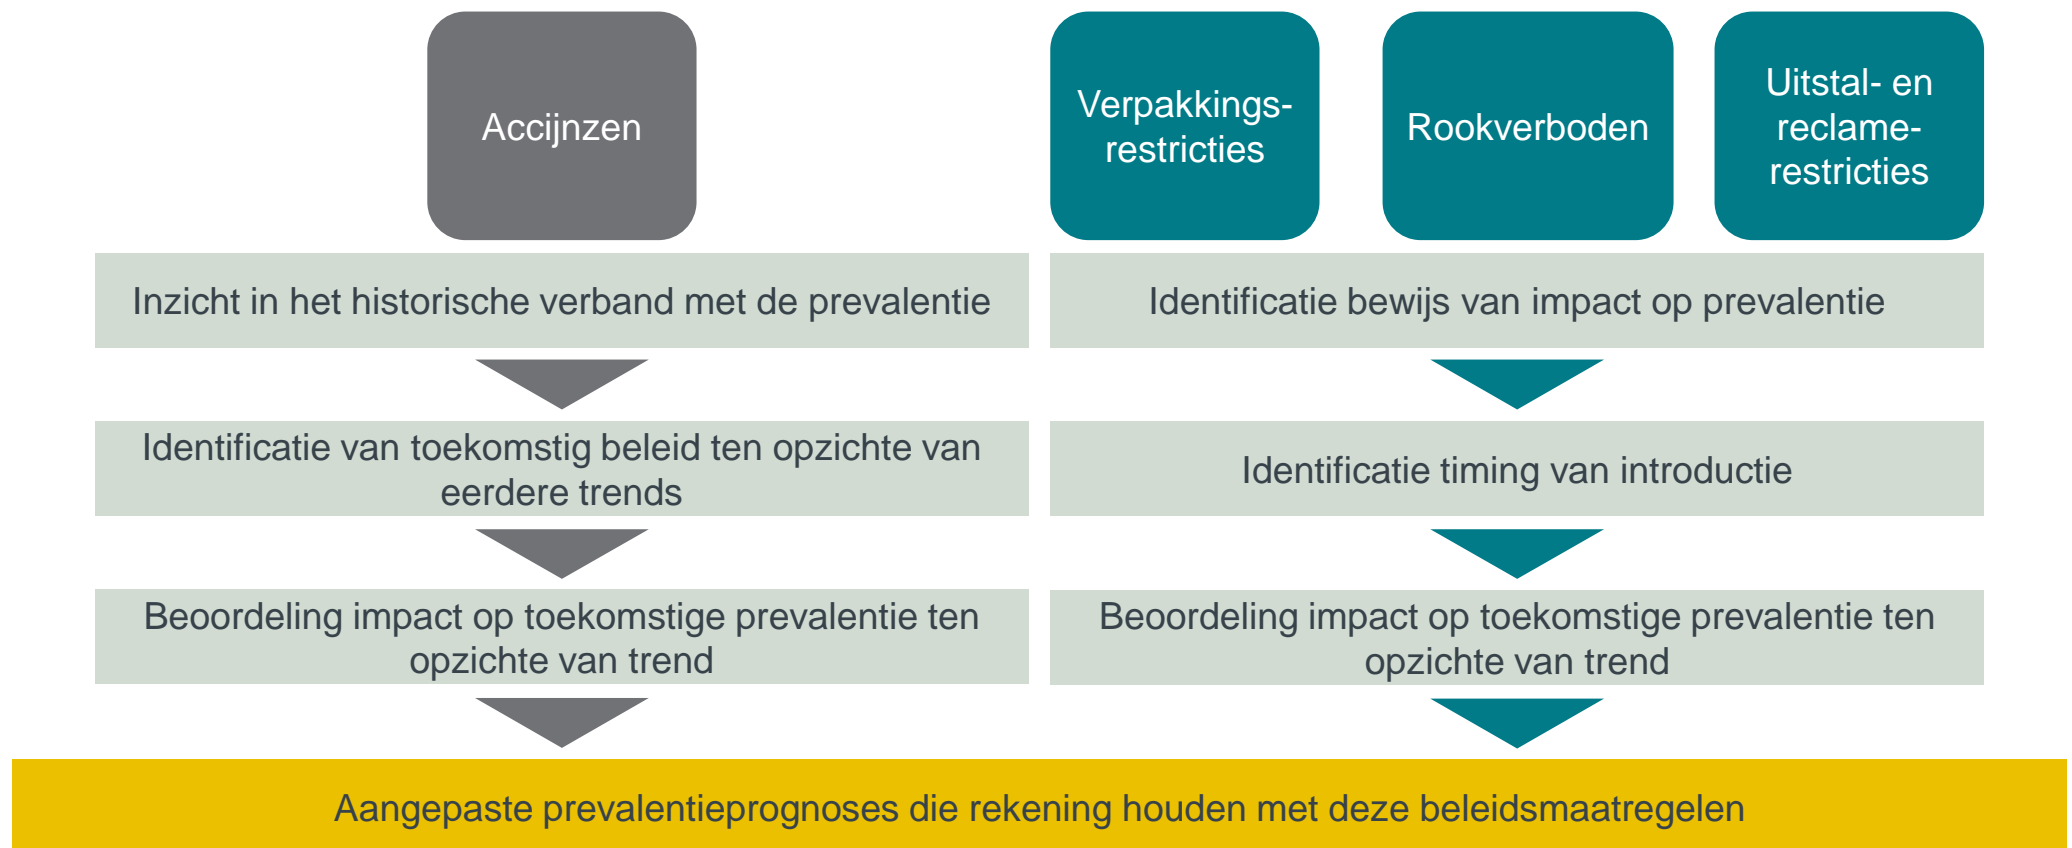 Accijnzen
Verpakkings-
restricties
Rookverboden
Uitstal- en
reclame-
restricties
Inzicht in het historische verband met de prevalentie
Identificatie bewijs van impact op prevalentie
Identificatie van toekomstig beleid ten opzichte van
eerdere trends
Identificatie timing van introductie
Beoordeling impact op toekomstige prevalentie ten
opzichte van trend
Beoordeling impact op toekomstige prevalentie ten
opzichte van trend
Aangepaste prevalentieprognoses die rekening houden met deze beleidsmaatregelen